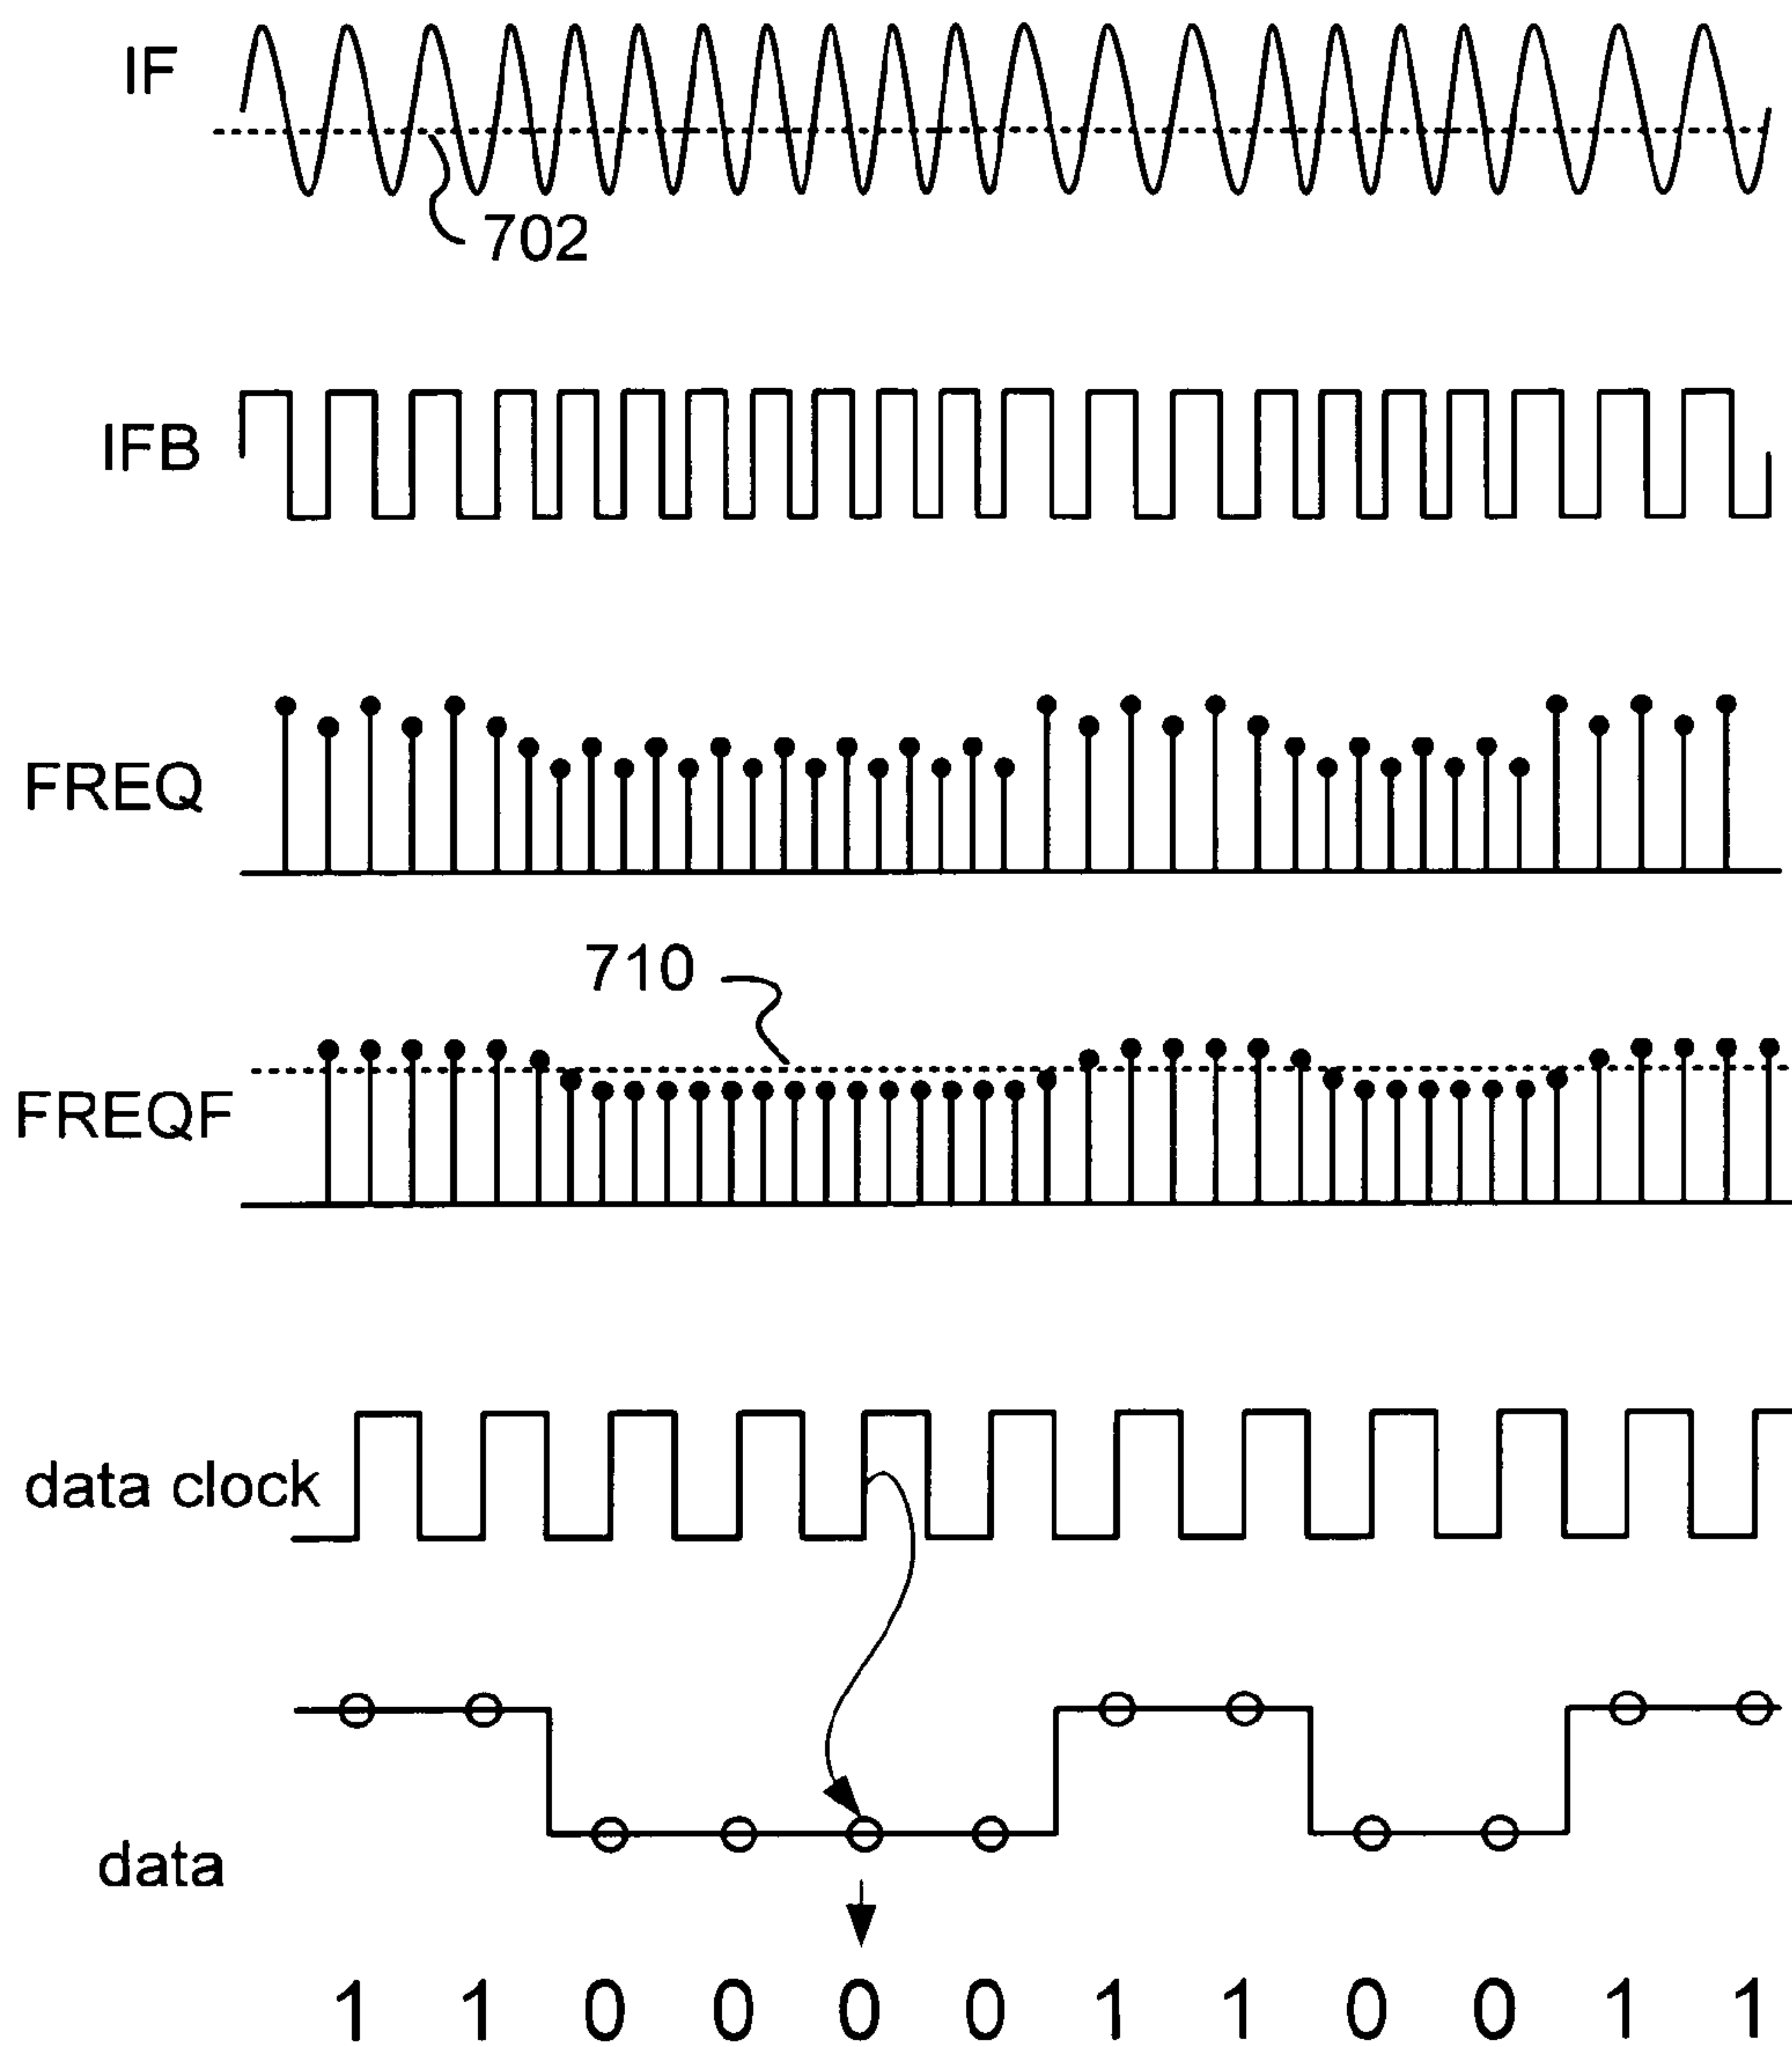 IF
702
IFB
FREQ
710
FREQF
data clock
data
1 1 0 0 0 0 1 1 0 0 1 1